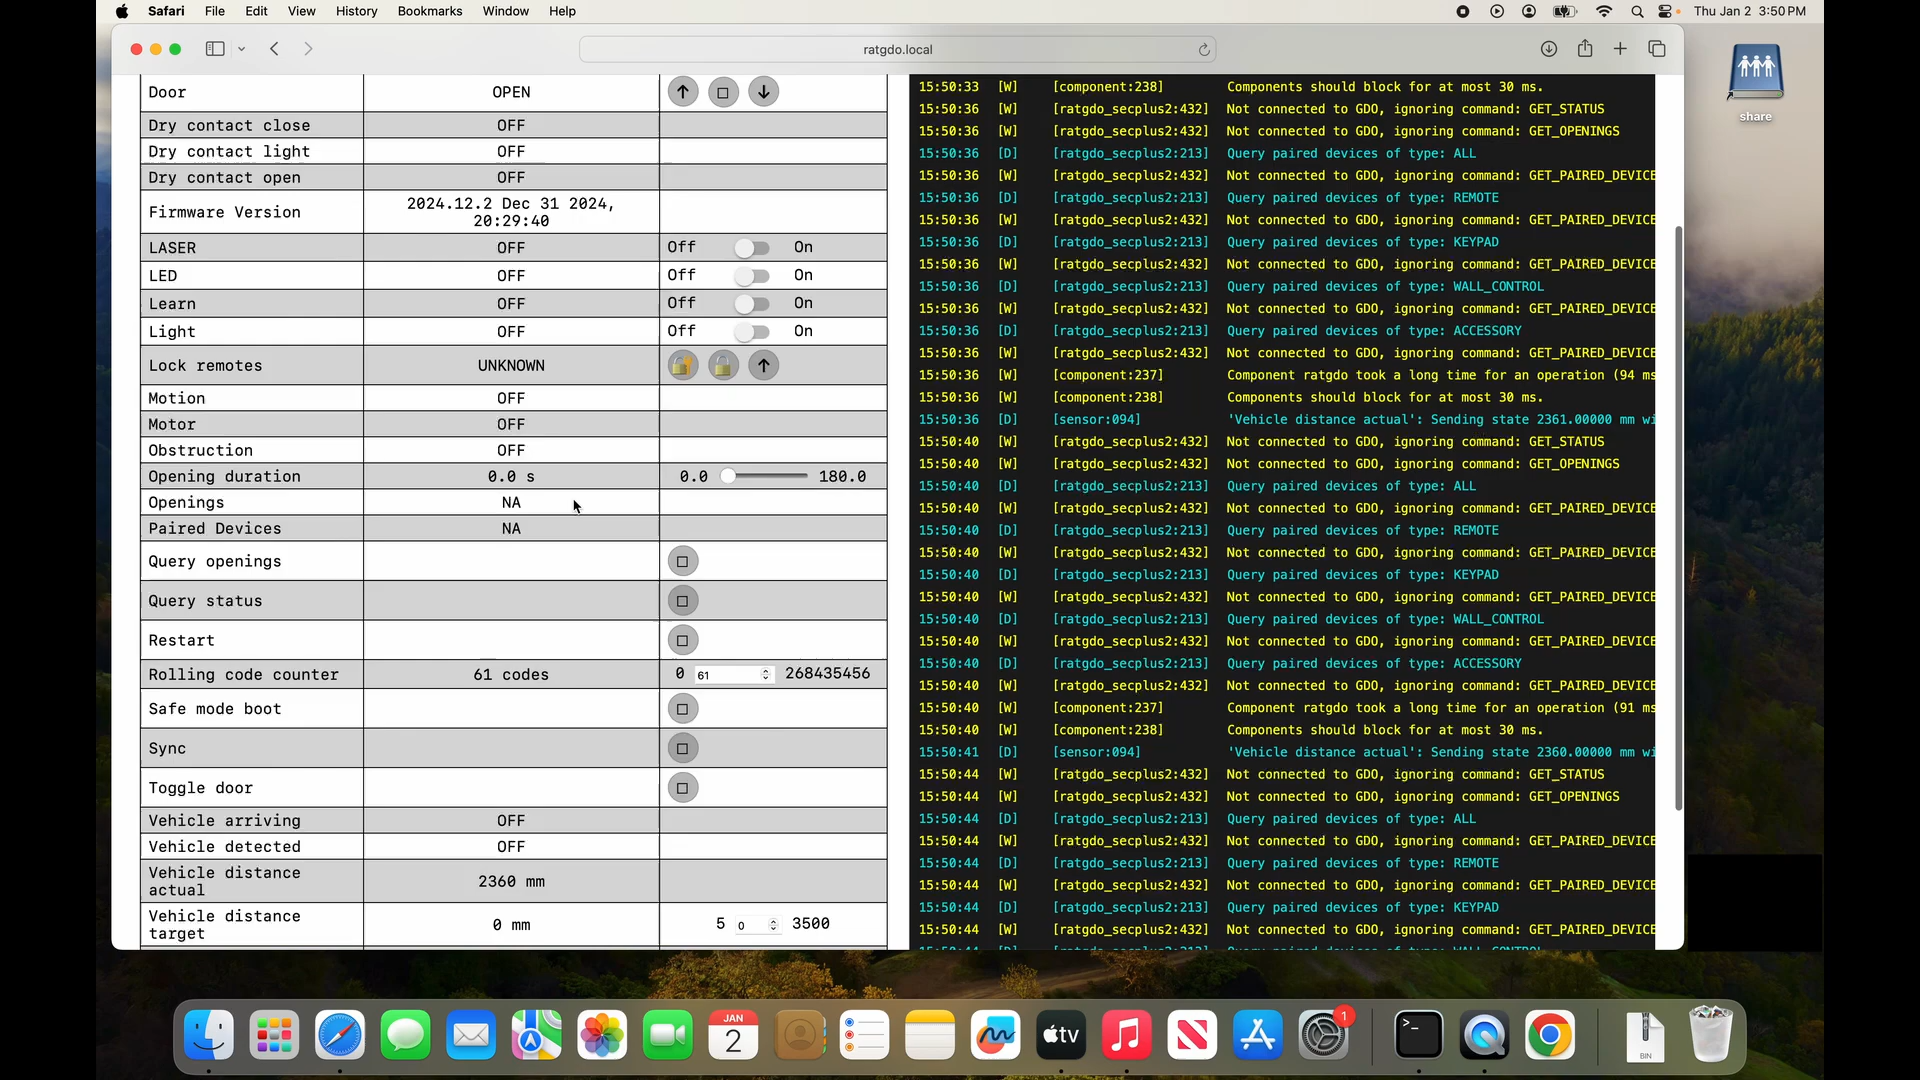 Safari File Edit View History Bookmarks Window Help Thu Jan 2 3:50 PM
ratgdo.local
share
Door OPEN
Dry contact close OFF
Dry contact light OFF
Dry contact open OFF
Firmware Version 2024.12.2 Dec 31 2024,
20:29:40
LASER OFF Off On
LED OFF Off On
Learn OFF Off On
Light OFF Off On
Lock remotes UNKNOWN
Motion OFF
Motor OFF
Obstruction OFF
Opening duration 0.0 s 0.0 180.0
Openings NA
Paired Devices NA
Query openings
Query status
Restart
Rolling code counter 61 codes 0 61 268435456
Safe mode boot
Sync
Toggle door
Vehicle arriving OFF
Vehicle detected OFF
Vehicle distance
actual 2360 mm
Vehicle distance
target 0 mm 5 0 3500
15:50:33 [W] [component:238] Components should block for at most 30 ms.
15:50:36 [W] [ratgdo_secplus2:432] Not connected to GDO, ignoring command: GET_STATUS
15:50:36 [W] [ratgdo_secplus2:432] Not connected to GDO, ignoring command: GET_OPENINGS
15:50:36 [D] [ratgdo_secplus2:213] Query paired devices of type: ALL
15:50:36 [W] [ratgdo_secplus2:432] Not connected to GDO, ignoring command: GET_PAIRED_DEVICE
15:50:36 [D] [ratgdo_secplus2:213] Query paired devices of type: REMOTE
15:50:36 [W] [ratgdo_secplus2:432] Not connected to GDO, ignoring command: GET_PAIRED_DEVICE
15:50:36 [D] [ratgdo_secplus2:213] Query paired devices of type: KEYPAD
15:50:36 [W] [ratgdo_secplus2:432] Not connected to GDO, ignoring command: GET_PAIRED_DEVICE
15:50:36 [D] [ratgdo_secplus2:213] Query paired devices of type: WALL_CONTROL
15:50:36 [W] [ratgdo_secplus2:432] Not connected to GDO, ignoring command: GET_PAIRED_DEVICE
15:50:36 [D] [ratgdo_secplus2:213] Query paired devices of type: ACCESSORY
15:50:36 [W] [ratgdo_secplus2:432] Not connected to GDO, ignoring command: GET_PAIRED_DEVICE
15:50:36 [W] [component:237] Component ratgdo took a long time for an operation (94 ms
15:50:36 [W] [component:238] Components should block for at most 30 ms.
15:50:36 [D] [sensor:094] 'Vehicle distance actual': Sending state 2361.00000 mm wi
15:50:40 [W] [ratgdo_secplus2:432] Not connected to GDO, ignoring command: GET_STATUS
15:50:40 [W] [ratgdo_secplus2:432] Not connected to GDO, ignoring command: GET_OPENINGS
15:50:40 [D] [ratgdo_secplus2:213] Query paired devices of type: ALL
15:50:40 [W] [ratgdo_secplus2:432] Not connected to GDO, ignoring command: GET_PAIRED_DEVICE
15:50:40 [D] [ratgdo_secplus2:213] Query paired devices of type: REMOTE
15:50:40 [W] [ratgdo_secplus2:432] Not connected to GDO, ignoring command: GET_PAIRED_DEVICE
15:50:40 [D] [ratgdo_secplus2:213] Query paired devices of type: KEYPAD
15:50:40 [W] [ratgdo_secplus2:432] Not connected to GDO, ignoring command: GET_PAIRED_DEVICE
15:50:40 [D] [ratgdo_secplus2:213] Query paired devices of type: WALL_CONTROL
15:50:40 [W] [ratgdo_secplus2:432] Not connected to GDO, ignoring command: GET_PAIRED_DEVICE
15:50:40 [D] [ratgdo_secplus2:213] Query paired devices of type: ACCESSORY
15:50:40 [W] [ratgdo_secplus2:432] Not connected to GDO, ignoring command: GET_PAIRED_DEVICE
15:50:40 [W] [component:237] Component ratgdo took a long time for an operation (91 ms
15:50:40 [W] [component:238] Components should block for at most 30 ms.
15:50:41 [D] [sensor:094] 'Vehicle distance actual': Sending state 2360.00000 mm wi
15:50:44 [W] [ratgdo_secplus2:432] Not connected to GDO, ignoring command: GET_STATUS
15:50:44 [W] [ratgdo_secplus2:432] Not connected to GDO, ignoring command: GET_OPENINGS
15:50:44 [D] [ratgdo_secplus2:213] Query paired devices of type: ALL
15:50:44 [W] [ratgdo_secplus2:432] Not connected to GDO, ignoring command: GET_PAIRED_DEVICE
15:50:44 [D] [ratgdo_secplus2:213] Query paired devices of type: REMOTE
15:50:44 [W] [ratgdo_secplus2:432] Not connected to GDO, ignoring command: GET_PAIRED_DEVICE
15:50:44 [D] [ratgdo_secplus2:213] Query paired devices of type: KEYPAD
15:50:44 [W] [ratgdo_secplus2:432] Not connected to GDO, ignoring command: GET_PAIRED_DEVICE
JAN
2
tv
1
BIN